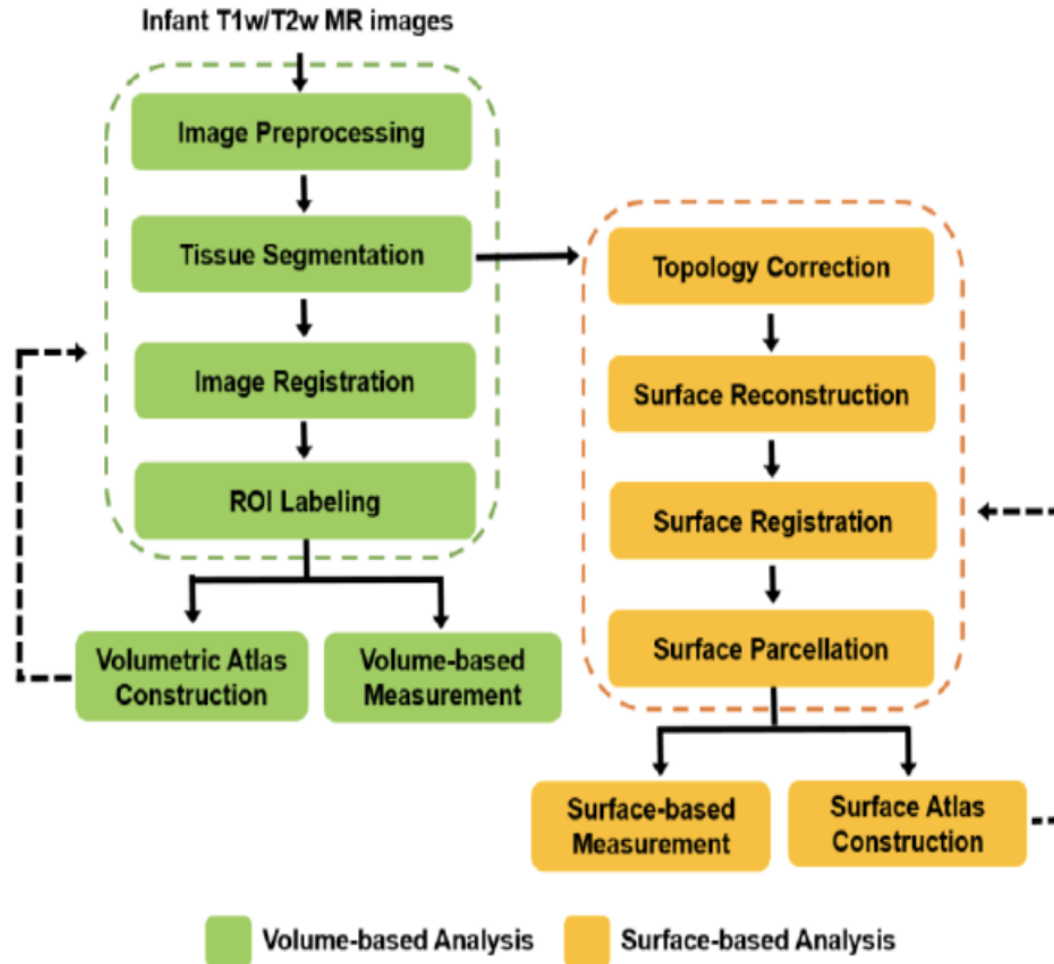 Infant T1w/T2w MR images
Image Preprocessing
Tissue Segmentation
Image Registration
ROI Labeling
Volumetric Atlas
Construction
Volume-based
Measurement
Topology Correction
Surface Reconstruction
Surface Registration
Surface Parcellation
Surface-based
Measurement
Surface Atlas
Construction
Volume-based Analysis
Surface-based Analysis